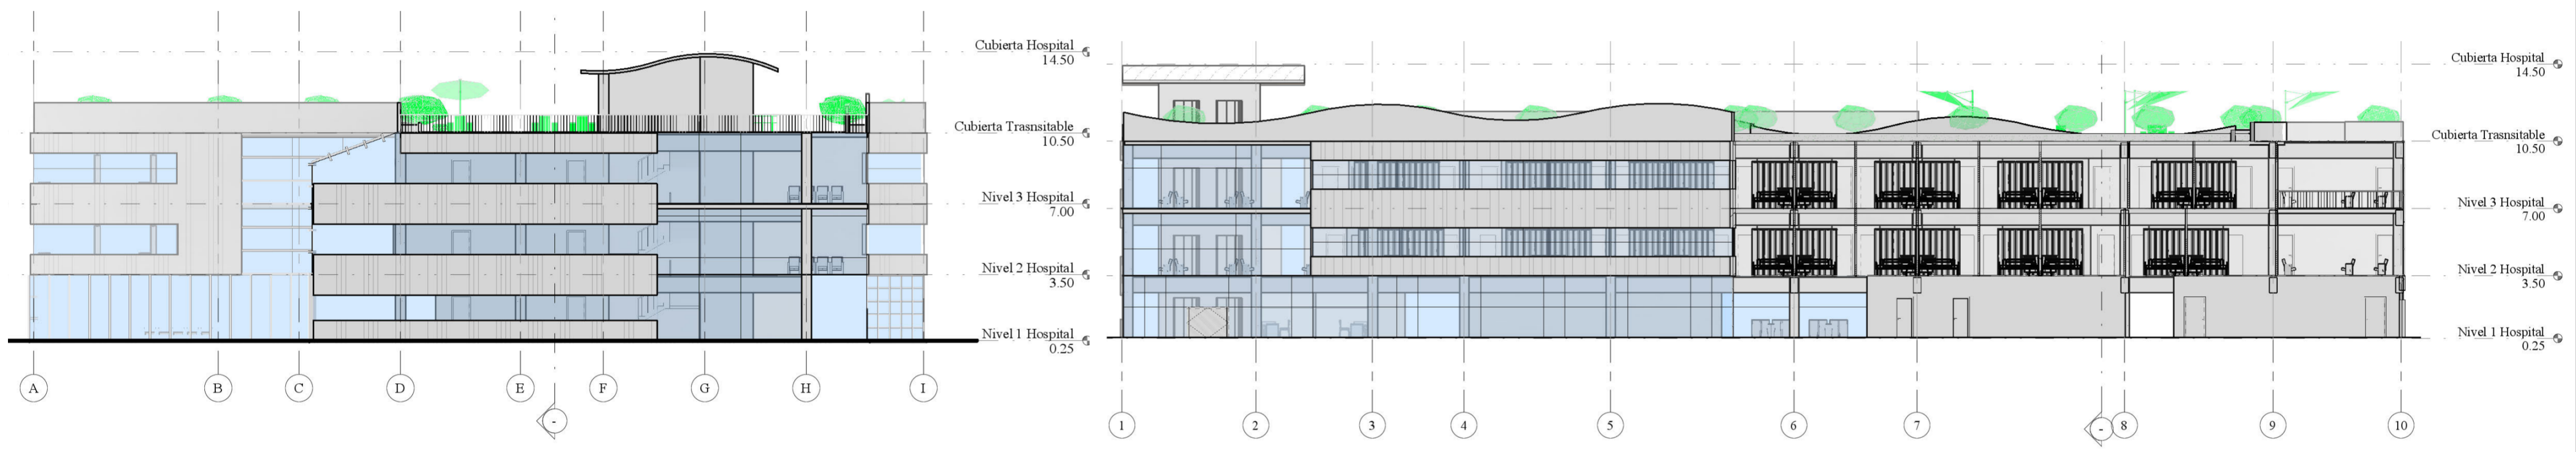 Cubierta Hospital
14.50
Cubierta Trasnsitable
10.50
Nivel 3 Hospital
7.00
Nivel 2 Hospital
3.50
Nivel 1 Hospital
0.25
A B C D E F G H I
-
Cubierta Hospital
14.50
Cubierta Trasnsitable
10.50
Nivel 3 Hospital
7.00
Nivel 2 Hospital
3.50
Nivel 1 Hospital
0.25
1 2 3 4 5 6 7 8 9 10
-